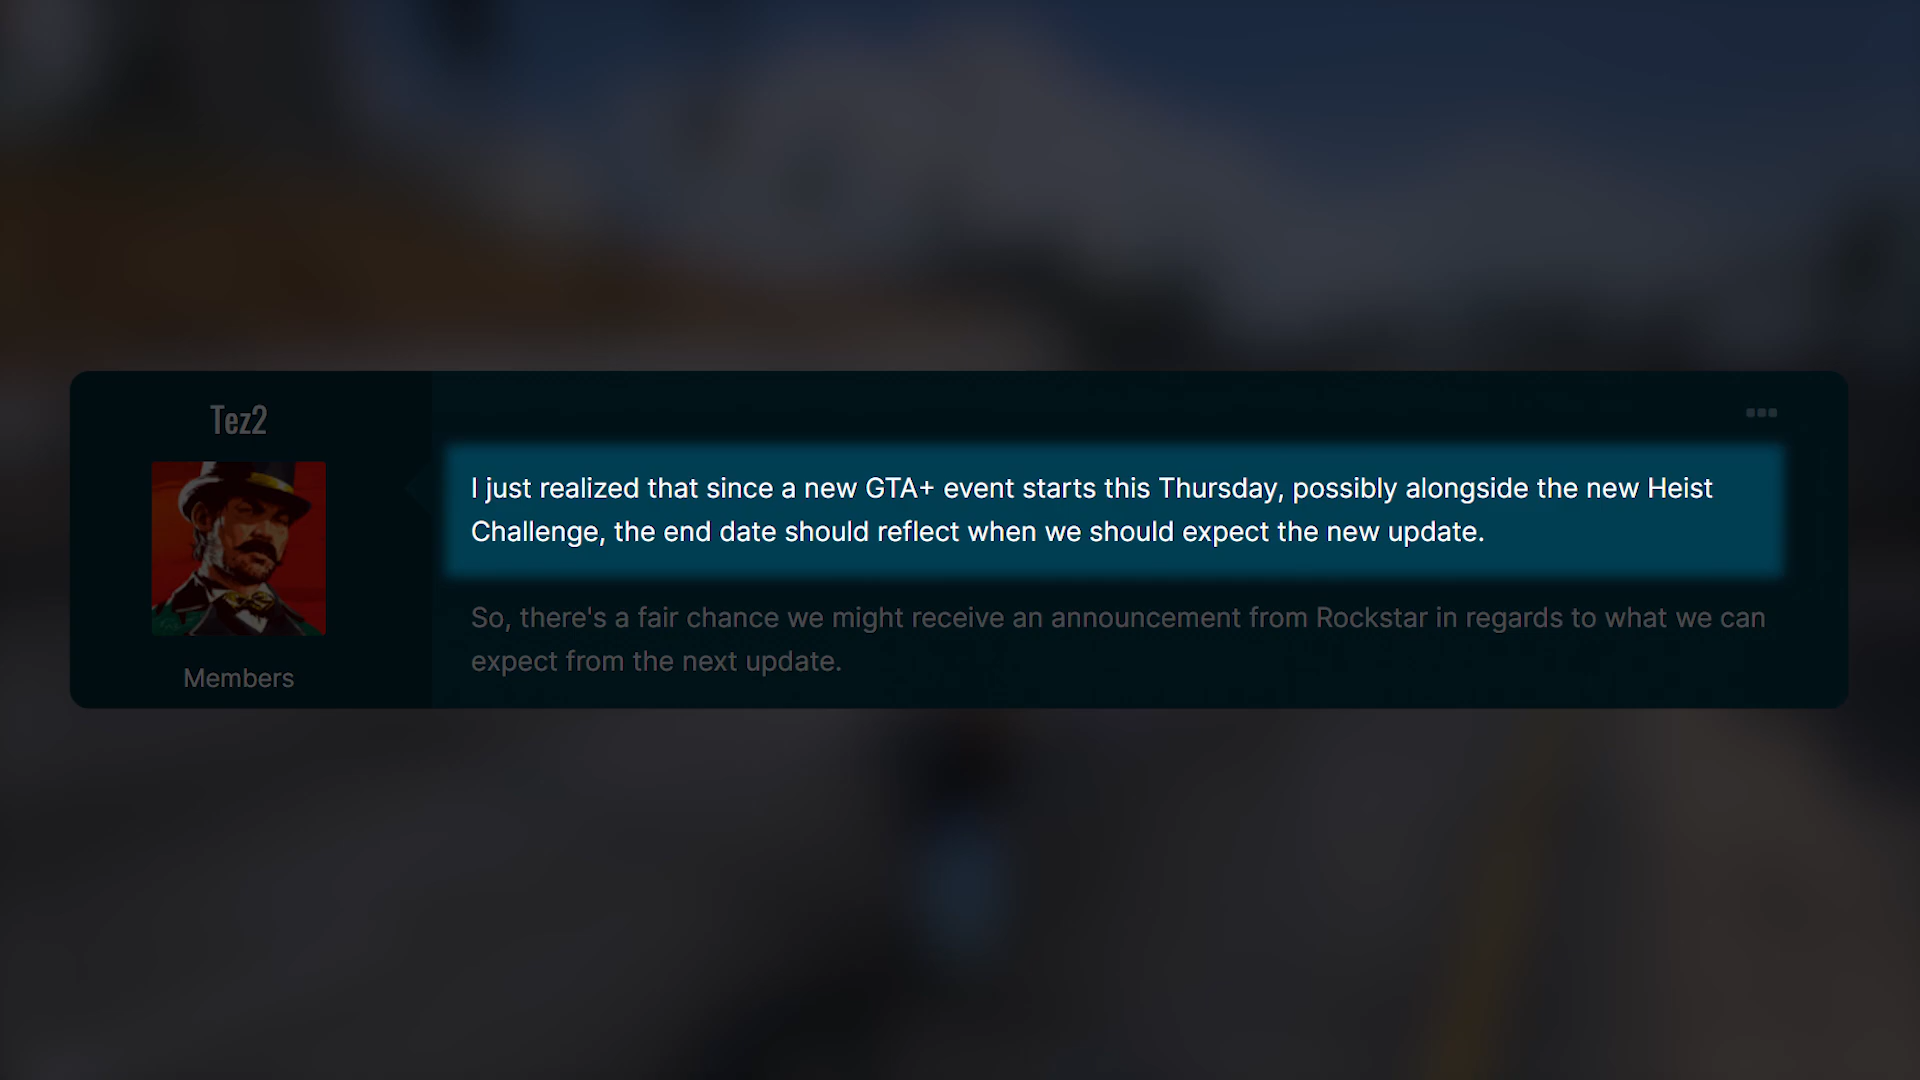 Tez2
I just realized that since a new GTA+ event starts this Thursday, possibly alongside the new Heist
Challenge, the end date should reflect when we should expect the new update.
So, there's a fair chance we might receive an announcement from Rockstar in regards to what we can
expect from the next update.
Members